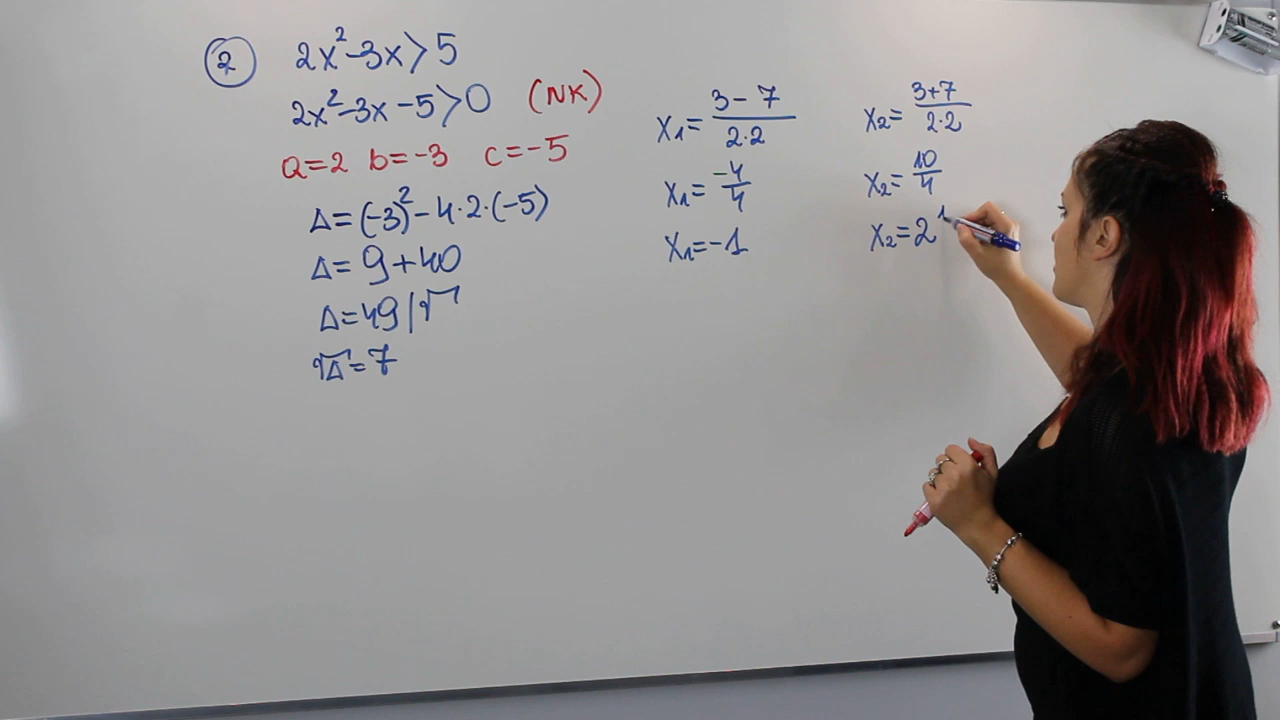 2
2x²-3x>5
2x²-3x-5>0 (NK)
a=2 b=-3 c=-5
Δ=(-3)²-4·2·(-5)
Δ=9+40
Δ=49|√
√Δ=7
x₁=3-7/2·2
x₁=-4/4
x₁=-1
x₂=3+7/2·2
x₂=10/4
x₂=2 1